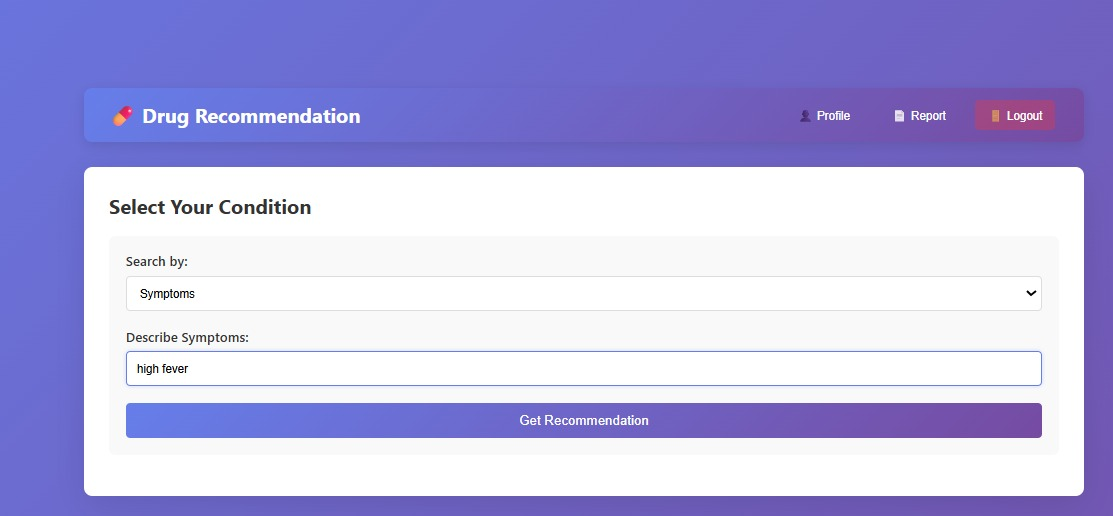 Drug Recommendation
Profile
Report
Logout
Select Your Condition
Search by:
Symptoms
Describe Symptoms:
high fever
Get Recommendation